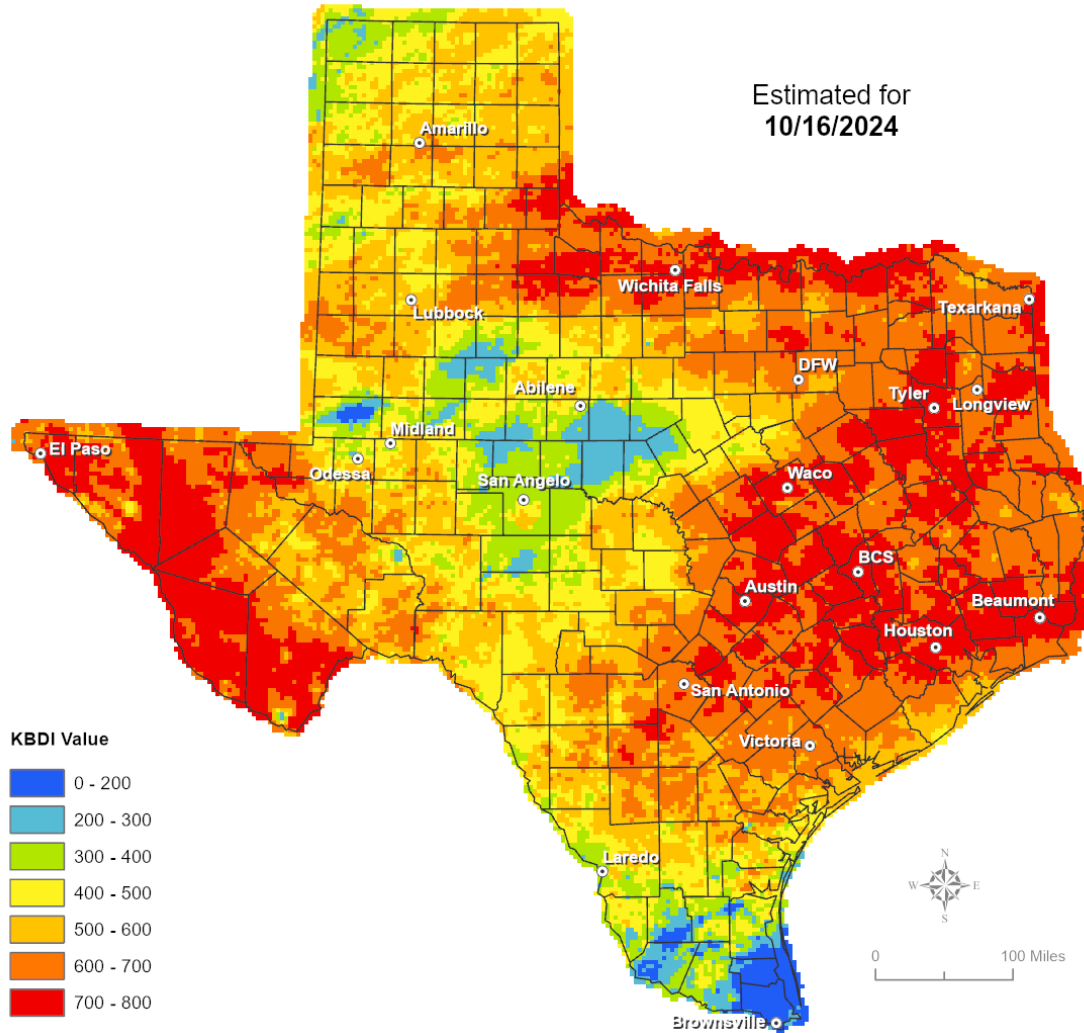 Estimated for
10/16/2024
Amarillo
Wichita Falls
Lubbock
Texarkana
DFW
Abilene
Tyler
Longview
Midland
El Paso
Odessa
San Angelo
Waco
BCS
Austin
Beaumont
Houston
San Antonio
Victoria
KBDI Value
0 - 200
200 - 300
300 - 400
400 - 500
500 - 600
600 - 700
700 - 800
Laredo
N
W E
S
0 100 Miles
Brownsville